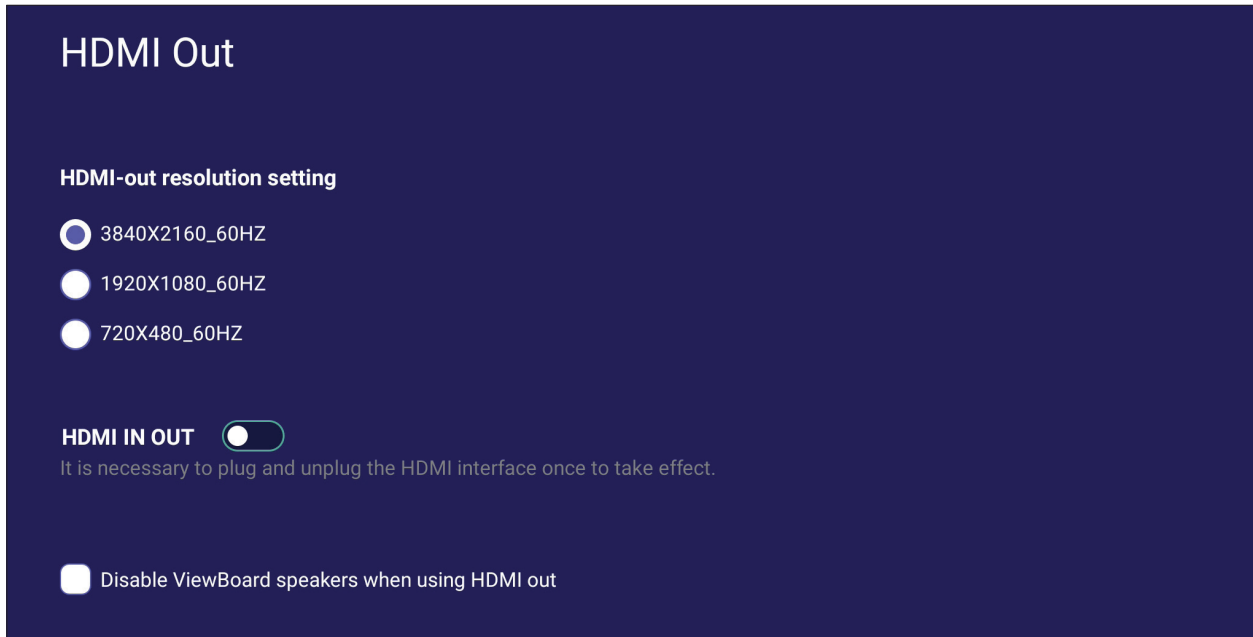 HDMI Out
HDMI-out resolution setting
3840X2160_60HZ
1920X1080_60HZ
720X480_60HZ
HDMI IN OUT
It is necessary to plug and unplug the HDMI interface once to take effect.
Disable ViewBoard speakers when using HDMI out